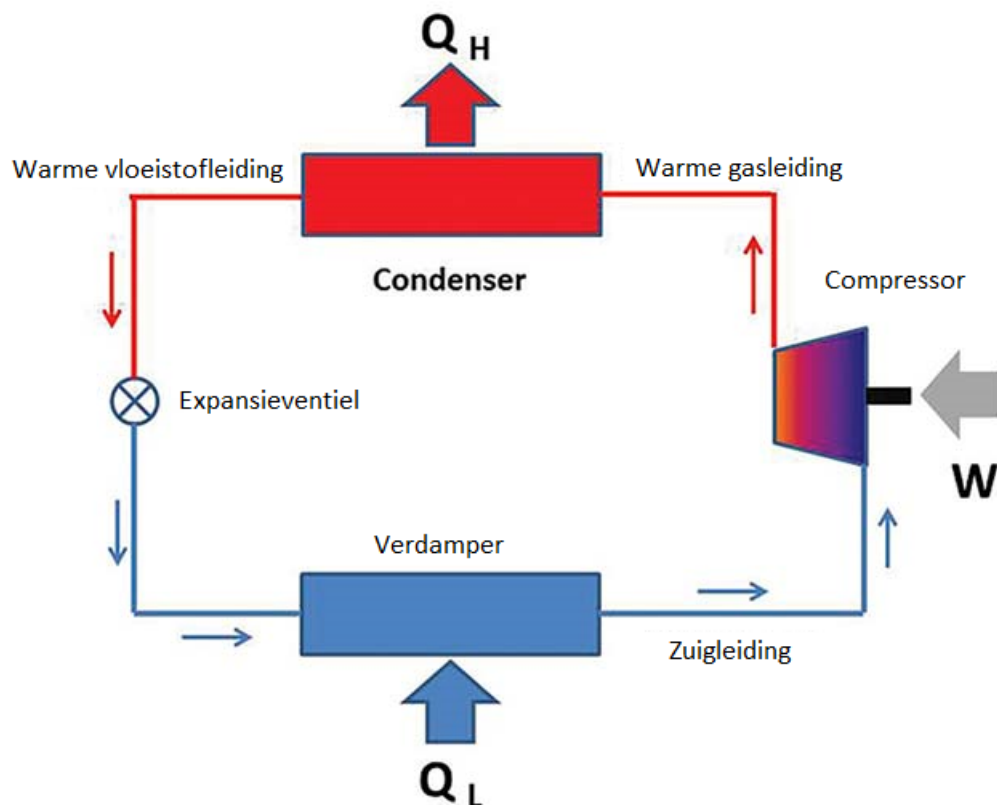 Q H
Warme vloeistofleiding
Warme gasleiding
Condenser
Compressor
Expansieventiel
W
Verdamper
Zuigleiding
Q L